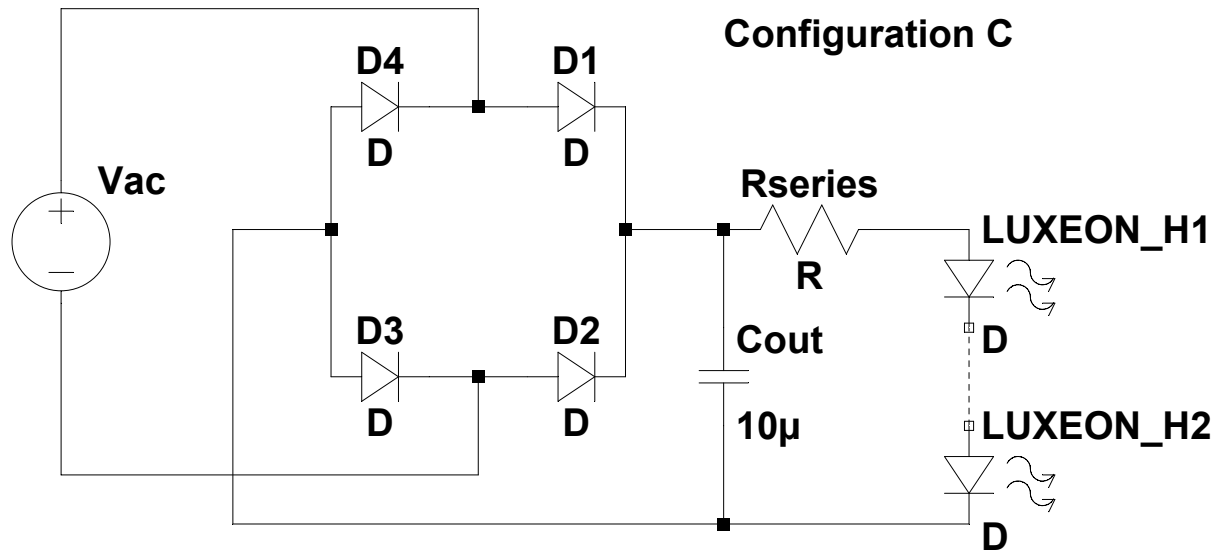 Configuration C
D4
D1
D
D
Vac
Rseries
LUXEON_H1
R
D3
D2
Cout
D
LUXEON_H2
D
D
10µ
D